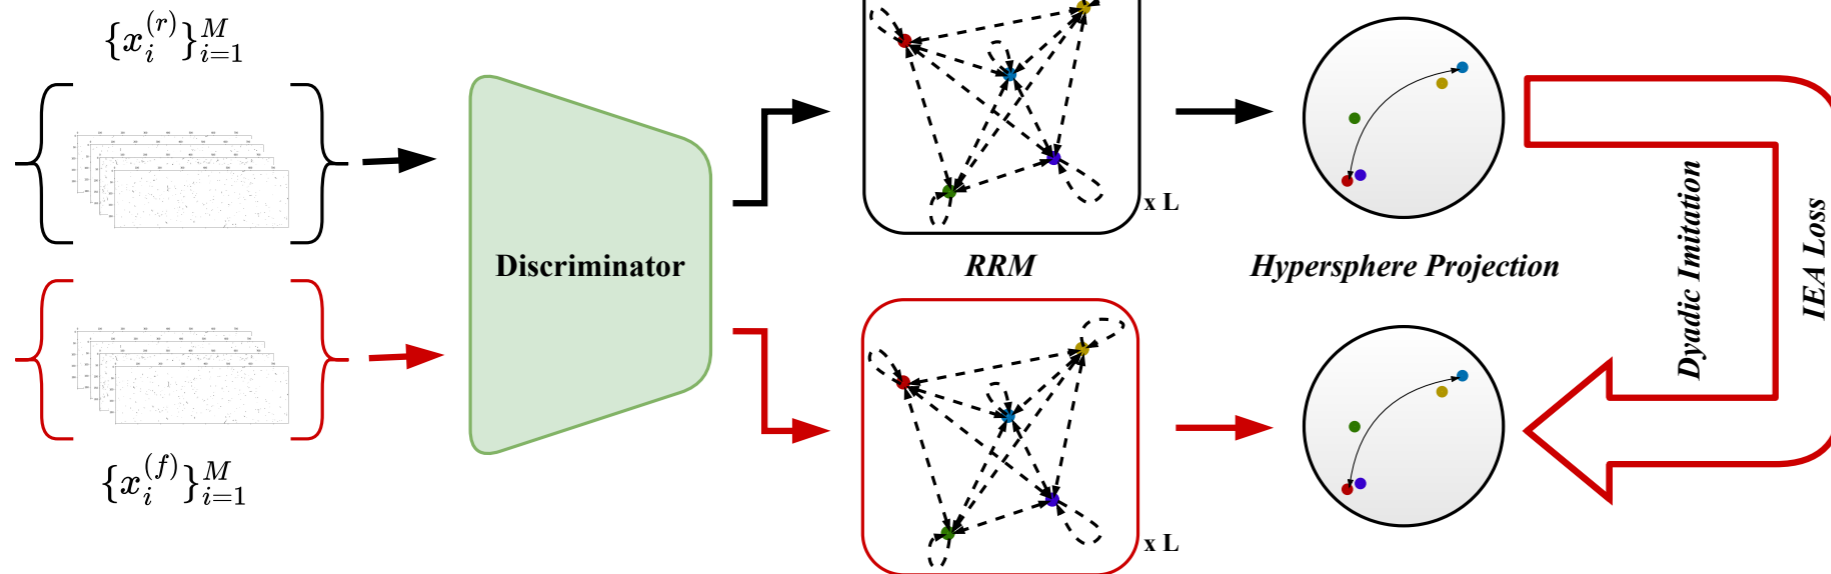 {x_i^{(r)}}_{i=1}^M
Discriminator
x L
RRM
Hypersphere Projection
Dyadic Imitation
IEA Loss
{x_i^{(f)}}_{i=1}^M
x L